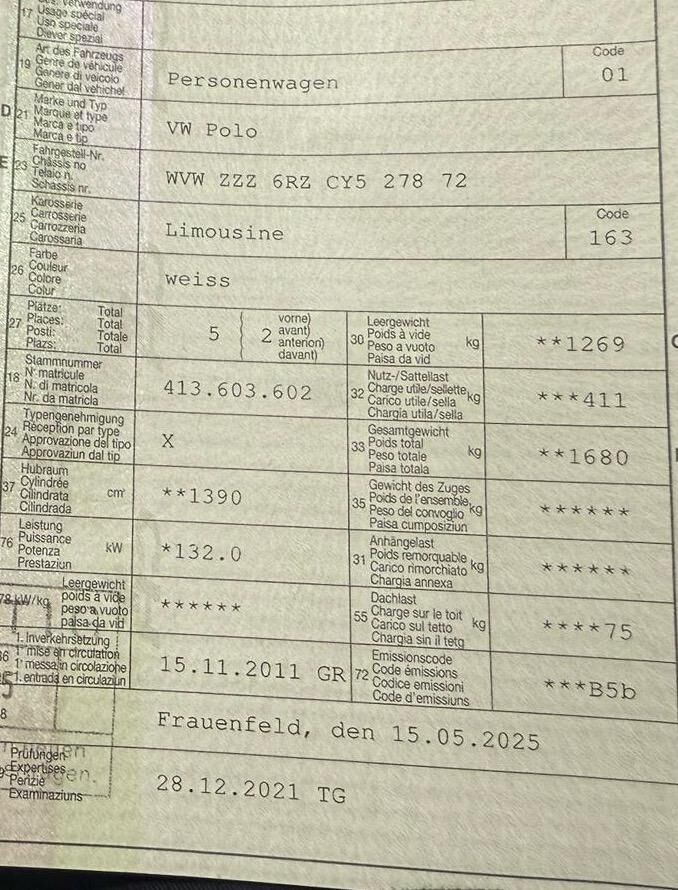 17 Usage spécial
Uso speciale
Diever spezial
19 Art des Fahrzeugs
Genre de véhicule
Genere di veicolo
Gener dal vehichel
Personenwagen
Code
01
D 21 Marke und Typ
Marque et type
Marca e tipo
Marca e tip
VW Polo
E 23 Fahrgestell-Nr.
Châssis no
Telaio n.
Schassis nr.
WVW ZZZ 6RZ CY5 278 72
25 Karosserie
Carrosserie
Carrozzeria
Carossaria
Limousine
Code
163
26 Farbe
Couleur
Colore
Colur
weiss
27 Plätze: Total
Places: Total
Posti: Totale
Plazs: Total
5 { 2 vorne)
avant)
anteriori)
davant)
30 Leergewicht
Poids à vide kg
Peso a vuoto
Paisa da vid
**1269
18 Stammnummer
N° matricule
N. di matricola
Nr. da matricla
413.603.602
32 Nutz-/Sattellast
Charge utile/sellette kg
Carico utile/sella
Chargia utila/sella
***411
24 Typengenehmigung
Réception par type
Approvazione del tipo
Approvaziun dal tip
X
33 Gesamtgewicht
Poids total kg
Peso totale
Paisa totala
**1680
37 Hubraum
Cylindrée cm³
Cilindrata
Cilindrada
**1390
35 Gewicht des Zuges
Poids de l'ensemble kg
Peso del convoglio
Paisa cumposiziun
******
76 Leistung
Puissance kW
Potenza
Prestaziun
*132.0
31 Anhängelast
Poids remorquable kg
Carico rimorchiato
Chargia annexa
******
78 kW/kg Leergewicht
poids à vide
peso a vuoto
paisa da vid
******
55 Dachlast
Charge sur le toit kg
Carico sul tetto
Chargia sin il tetg
****75
36 1. Inverkehrsetzung
1re mise en circulation
1a messa in circolazione
1. entrada en circulaziun
15.11.2011 GR
72 Emissionscode
Code émissions
Codice emissioni
Code d'emissiuns
***B5b
Frauenfeld, den 15.05.2025
Prüfungen
Expertises
Perizie
Examinaziuns
28.12.2021 TG